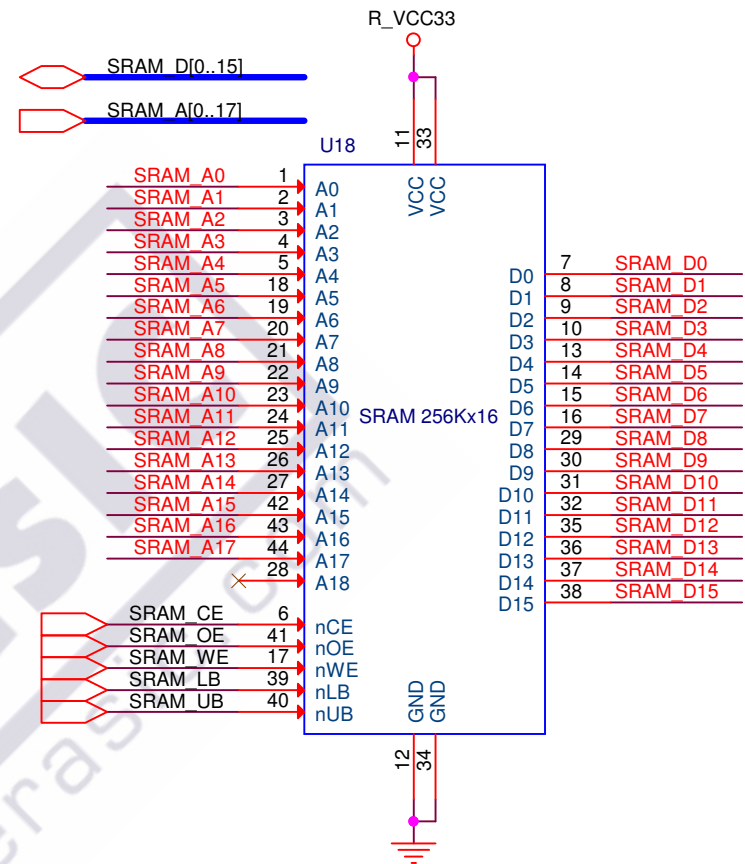 R_VCC33
SRAM_D[0..15]
SRAM_A[0..17]
U18
11 33
VCC VCC
SRAM_A0 1 A0
SRAM_A1 2 A1
SRAM_A2 3 A2
SRAM_A3 4 A3
SRAM_A4 5 A4
SRAM_A5 18 A5
SRAM_A6 19 A6
SRAM_A7 20 A7
SRAM_A8 21 A8
SRAM_A9 22 A9
SRAM_A10 23 A10
SRAM_A11 24 A11
SRAM_A12 25 A12
SRAM_A13 26 A13
SRAM_A14 27 A14
SRAM_A15 42 A15
SRAM_A16 43 A16
SRAM_A17 44 A17
28 A18
SRAM_CE 6 nCE
SRAM_OE 41 nOE
SRAM_WE 17 nWE
SRAM_LB 39 nLB
SRAM_UB 40 nUB
SRAM 256Kx16
D0 7 SRAM_D0
D1 8 SRAM_D1
D2 9 SRAM_D2
D3 10 SRAM_D3
D4 13 SRAM_D4
D5 14 SRAM_D5
D6 15 SRAM_D6
D7 16 SRAM_D7
D8 29 SRAM_D8
D9 30 SRAM_D9
D10 31 SRAM_D10
D11 32 SRAM_D11
D12 35 SRAM_D12
D13 36 SRAM_D13
D14 37 SRAM_D14
D15 38 SRAM_D15
GND GND
12 34